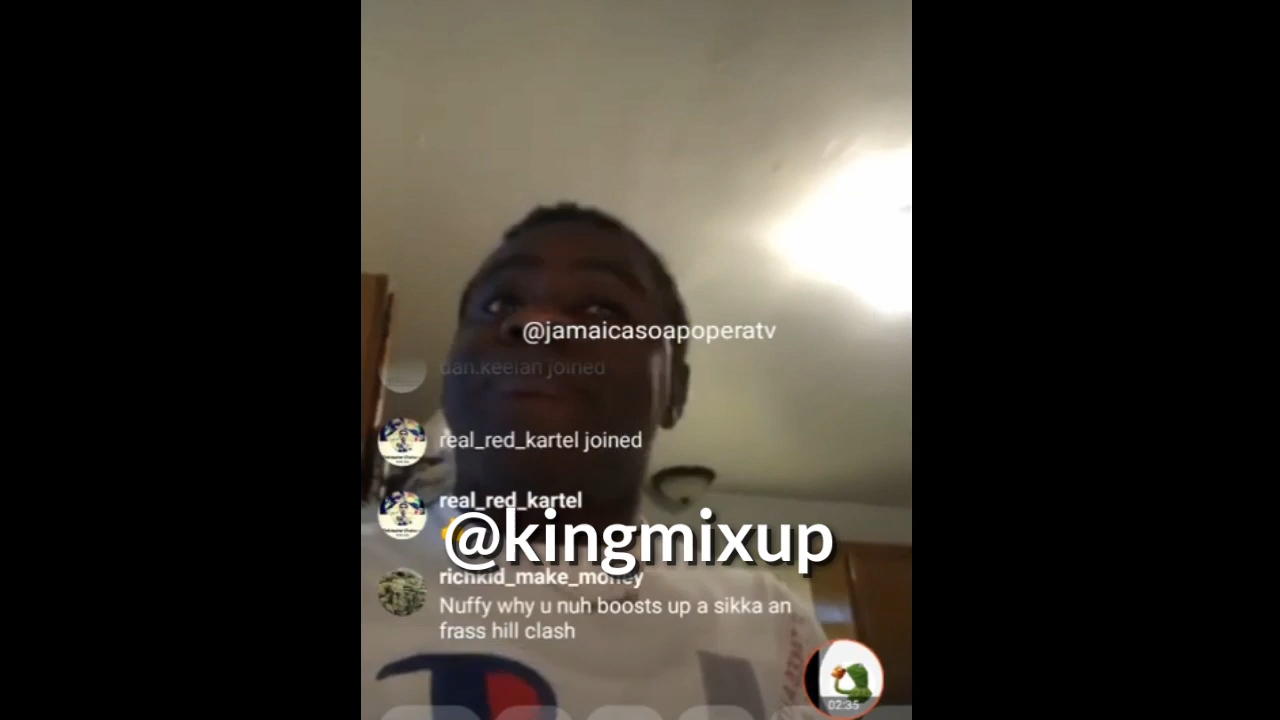 @jamaicasoapoperatv
dan.keelan joined
real_red_kartel joined
real_red_kartel
@kingmixup
richkid_make_money
Nuffy why u nuh boosts up a sikka an
frass hill clash
02:35